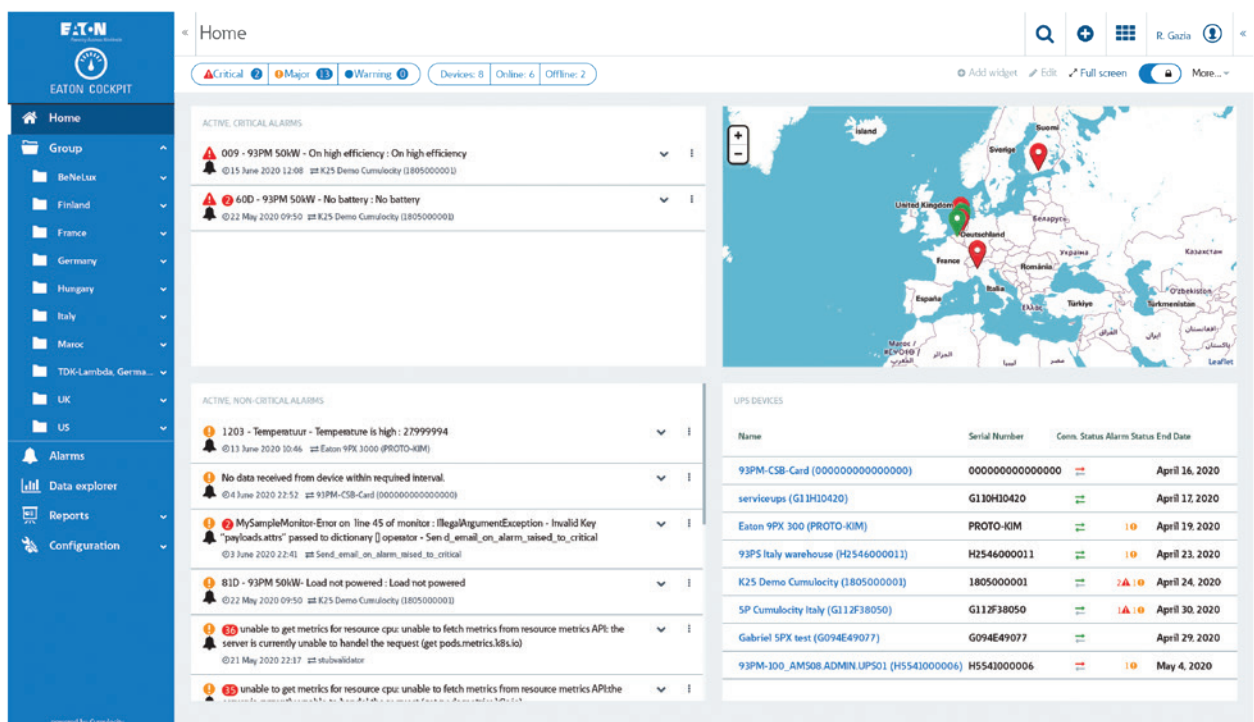 EATON
Powering Business Worldwide
EATON COCKPIT
Home
Group
BeNeLux
Finland
France
Germany
Hungary
Italy
Maroc
TDK-Lambda, Germa...
UK
US
Alarms
Data explorer
Reports
Configuration
« Home
R. Gazia «
Critical 2 Major 13 Warning 0 Devices: 8 Online: 6 Offline: 2
Add widget Edit Full screen More...
ACTIVE, CRITICAL ALARMS
009 - 93PM 50kW - On high efficiency : On high efficiency
15 June 2020 12:08 K25 Demo Cumulocity (1805000001)
2 60D - 93PM 50kW - No battery : No battery
22 May 2020 09:50 K25 Demo Cumulocity (1805000001)
+
-
Ísland
Suomi
Sverige
United Kingdom
Беларусь
Deutschland
Україна
Казахстан
France
România
Italia
O'zbekiston
España
Ελλάς
Türkiye
Türkmenistan
العراق
ایران
افغانستان
Maroc /
المغرب
الجزائر
ليبيا
مصر
پاکستان
Leaflet
ACTIVE, NON-CRITICAL ALARMS
1203 - Temperatuur - Temperature is high : 27.999994
13 June 2020 10:46 Eaton 9PX 3000 (PROTO-KIM)
No data received from device within required interval.
4 June 2020 22:52 93PM-CSB-Card (000000000000000)
2 MySampleMonitor-Error on line 45 of monitor : IllegalArgumentException - Invalid Key
"payloads.attrs" passed to dictionary [] operator - Sen d_email_on_alarm_raised_to_critical
3 June 2020 22:41 Send_email_on_alarm_raised_to_critical
81D - 93PM 50kW- Load not powered : Load not powered
22 May 2020 09:50 K25 Demo Cumulocity (1805000001)
36 unable to get metrics for resource cpu: unable to fetch metrics from resource metrics API: the
server is currently unable to handel the request (get pods.metrics.k8s.io)
21 May 2020 22:17 stubvalidator
35 unable to get metrics for resource cpu: unable to fetch metrics from resource metrics API:the
UPS DEVICES
Name Serial Number Conn. Status Alarm Status End Date
93PM-CSB-Card (000000000000000) 000000000000000 April 16, 2020
serviceups (G11H10420) G110H10420 April 17, 2020
Eaton 9PX 300 (PROTO-KIM) PROTO-KIM 1 April 19, 2020
93PS Italy warehouse (H2546000011) H2546000011 1 April 23, 2020
K25 Demo Cumulocity (1805000001) 1805000001 2 1 April 24, 2020
5P Cumulocity Italy (G112F38050) G112F38050 1 1 April 30, 2020
Gabriel 5PX test (G094E49077) G094E49077 April 29, 2020
93PM-100_AMS08.ADMIN.UPS01 (H5541000006) H5541000006 1 May 4, 2020